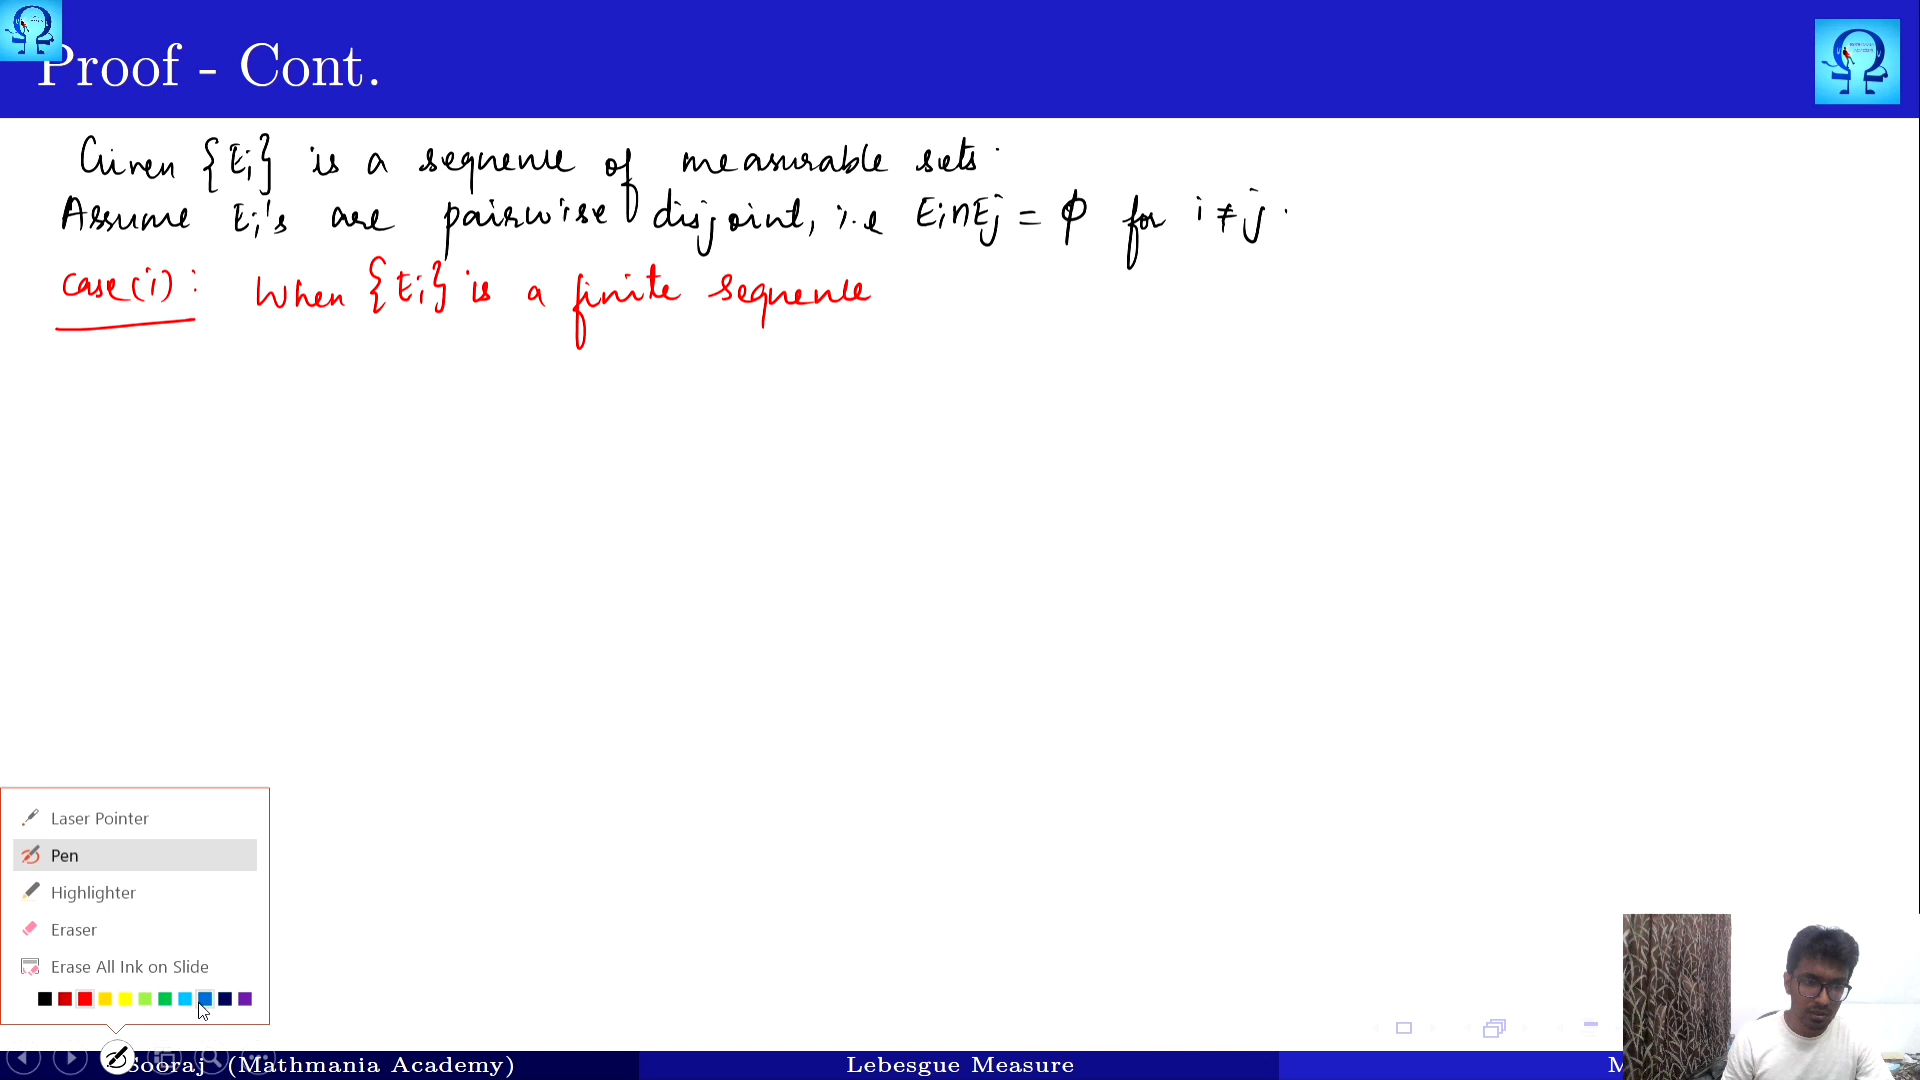 Proof - Cont.
Given {Ei} is a sequence of measurable sets.
Assume Ei's are pairwise disjoint, i.e Ei∩Ej = ϕ for i ≠ j.
Case(i): When {Ei} is a finite sequence
Laser Pointer
Pen
Highlighter
Eraser
Erase All Ink on Slide
Sooraj (Mathmania Academy)
Lebesgue Measure
M